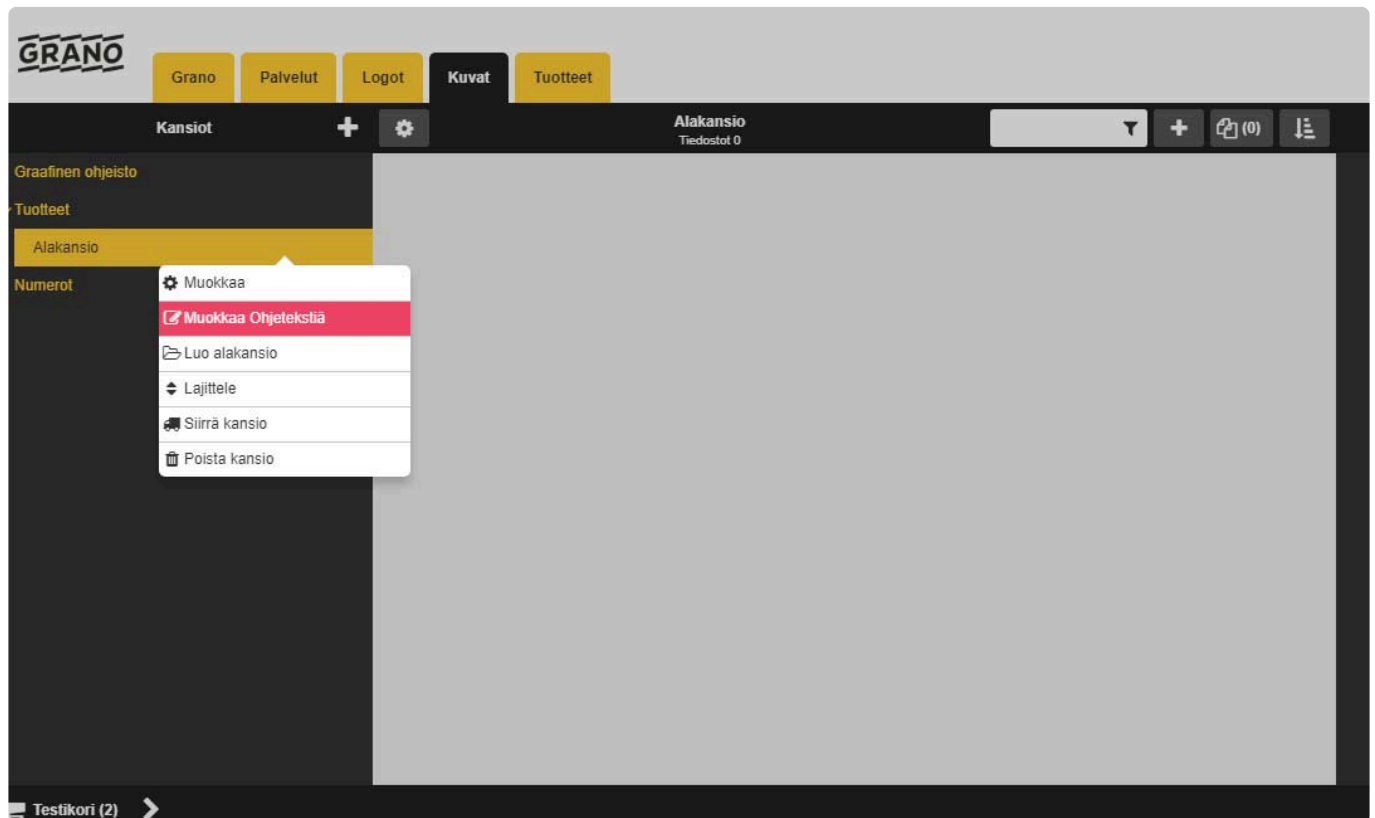 GRANO
Grano Palvelut Logot Kuvat Tuotteet
Kansiot
Alakansio
Tiedostot 0
(0)
Graafinen ohjeisto
Tuotteet
Alakansio
Numerot
Muokkaa
Muokkaa Ohjetekstiä
Luo alakansio
Lajittele
Siirrä kansio
Poista kansio
Testikori (2)